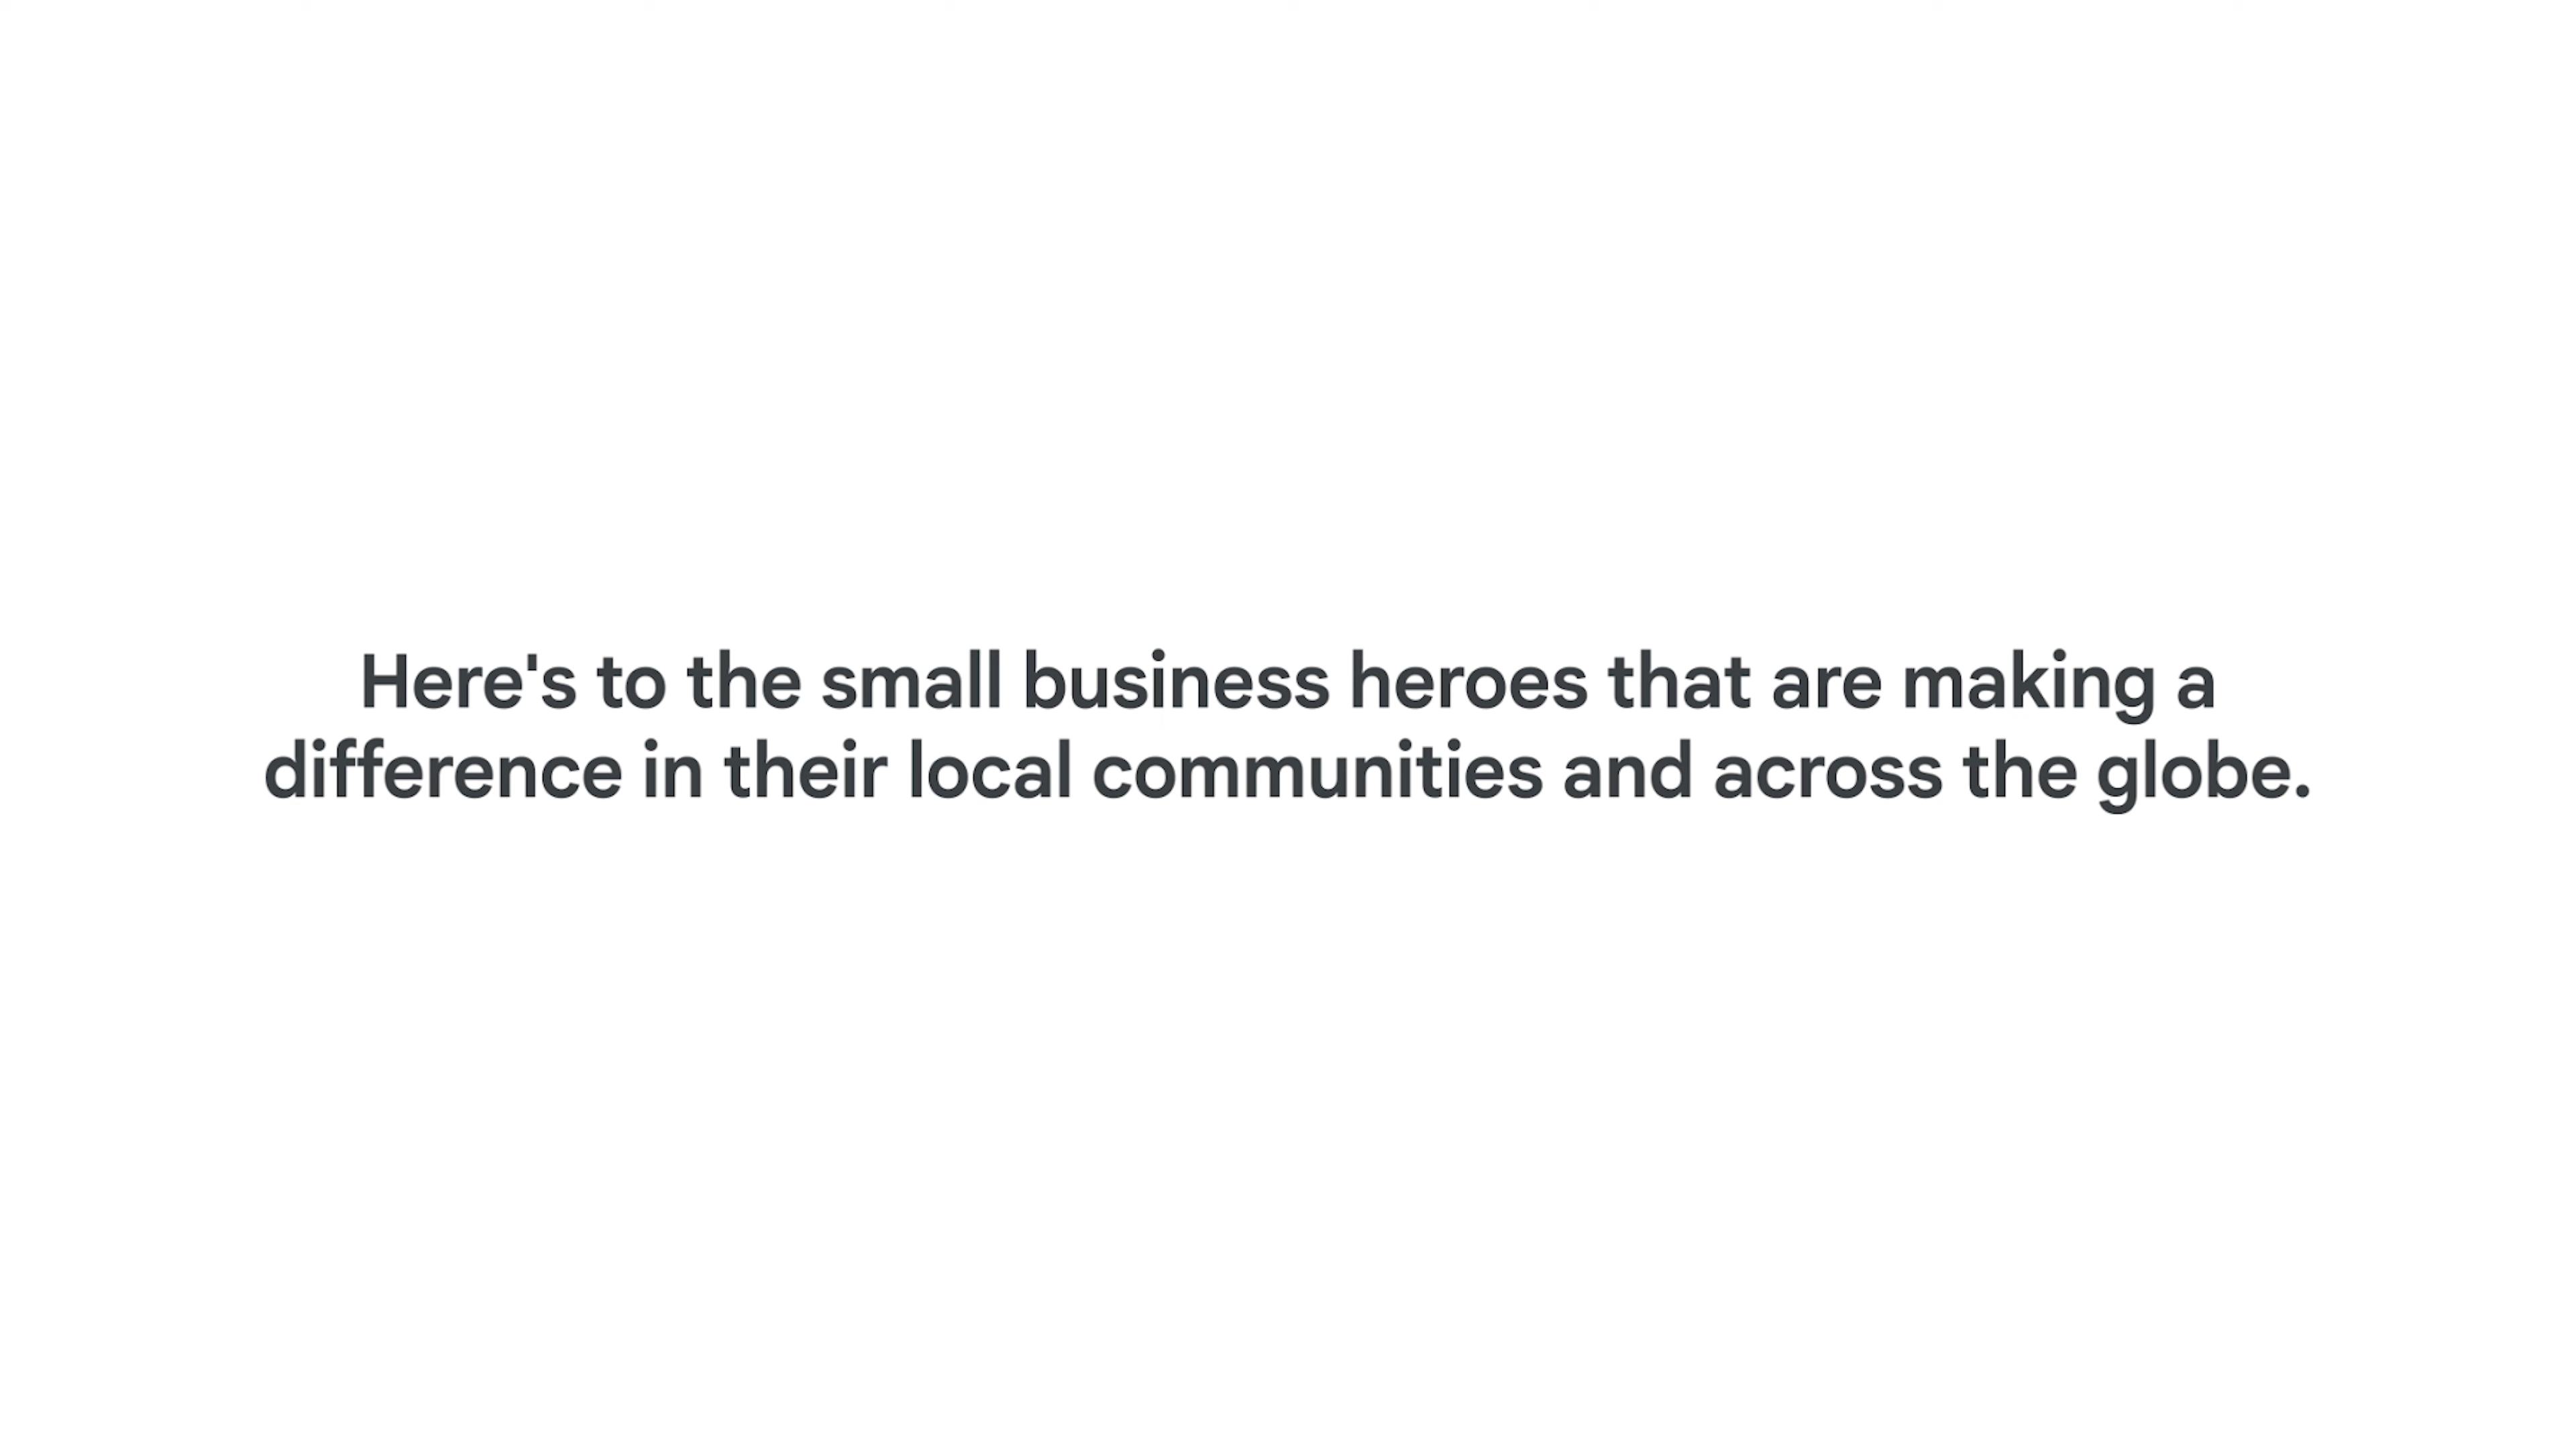 Here's to the small business heroes that are making a
difference in their local communities and across the globe.